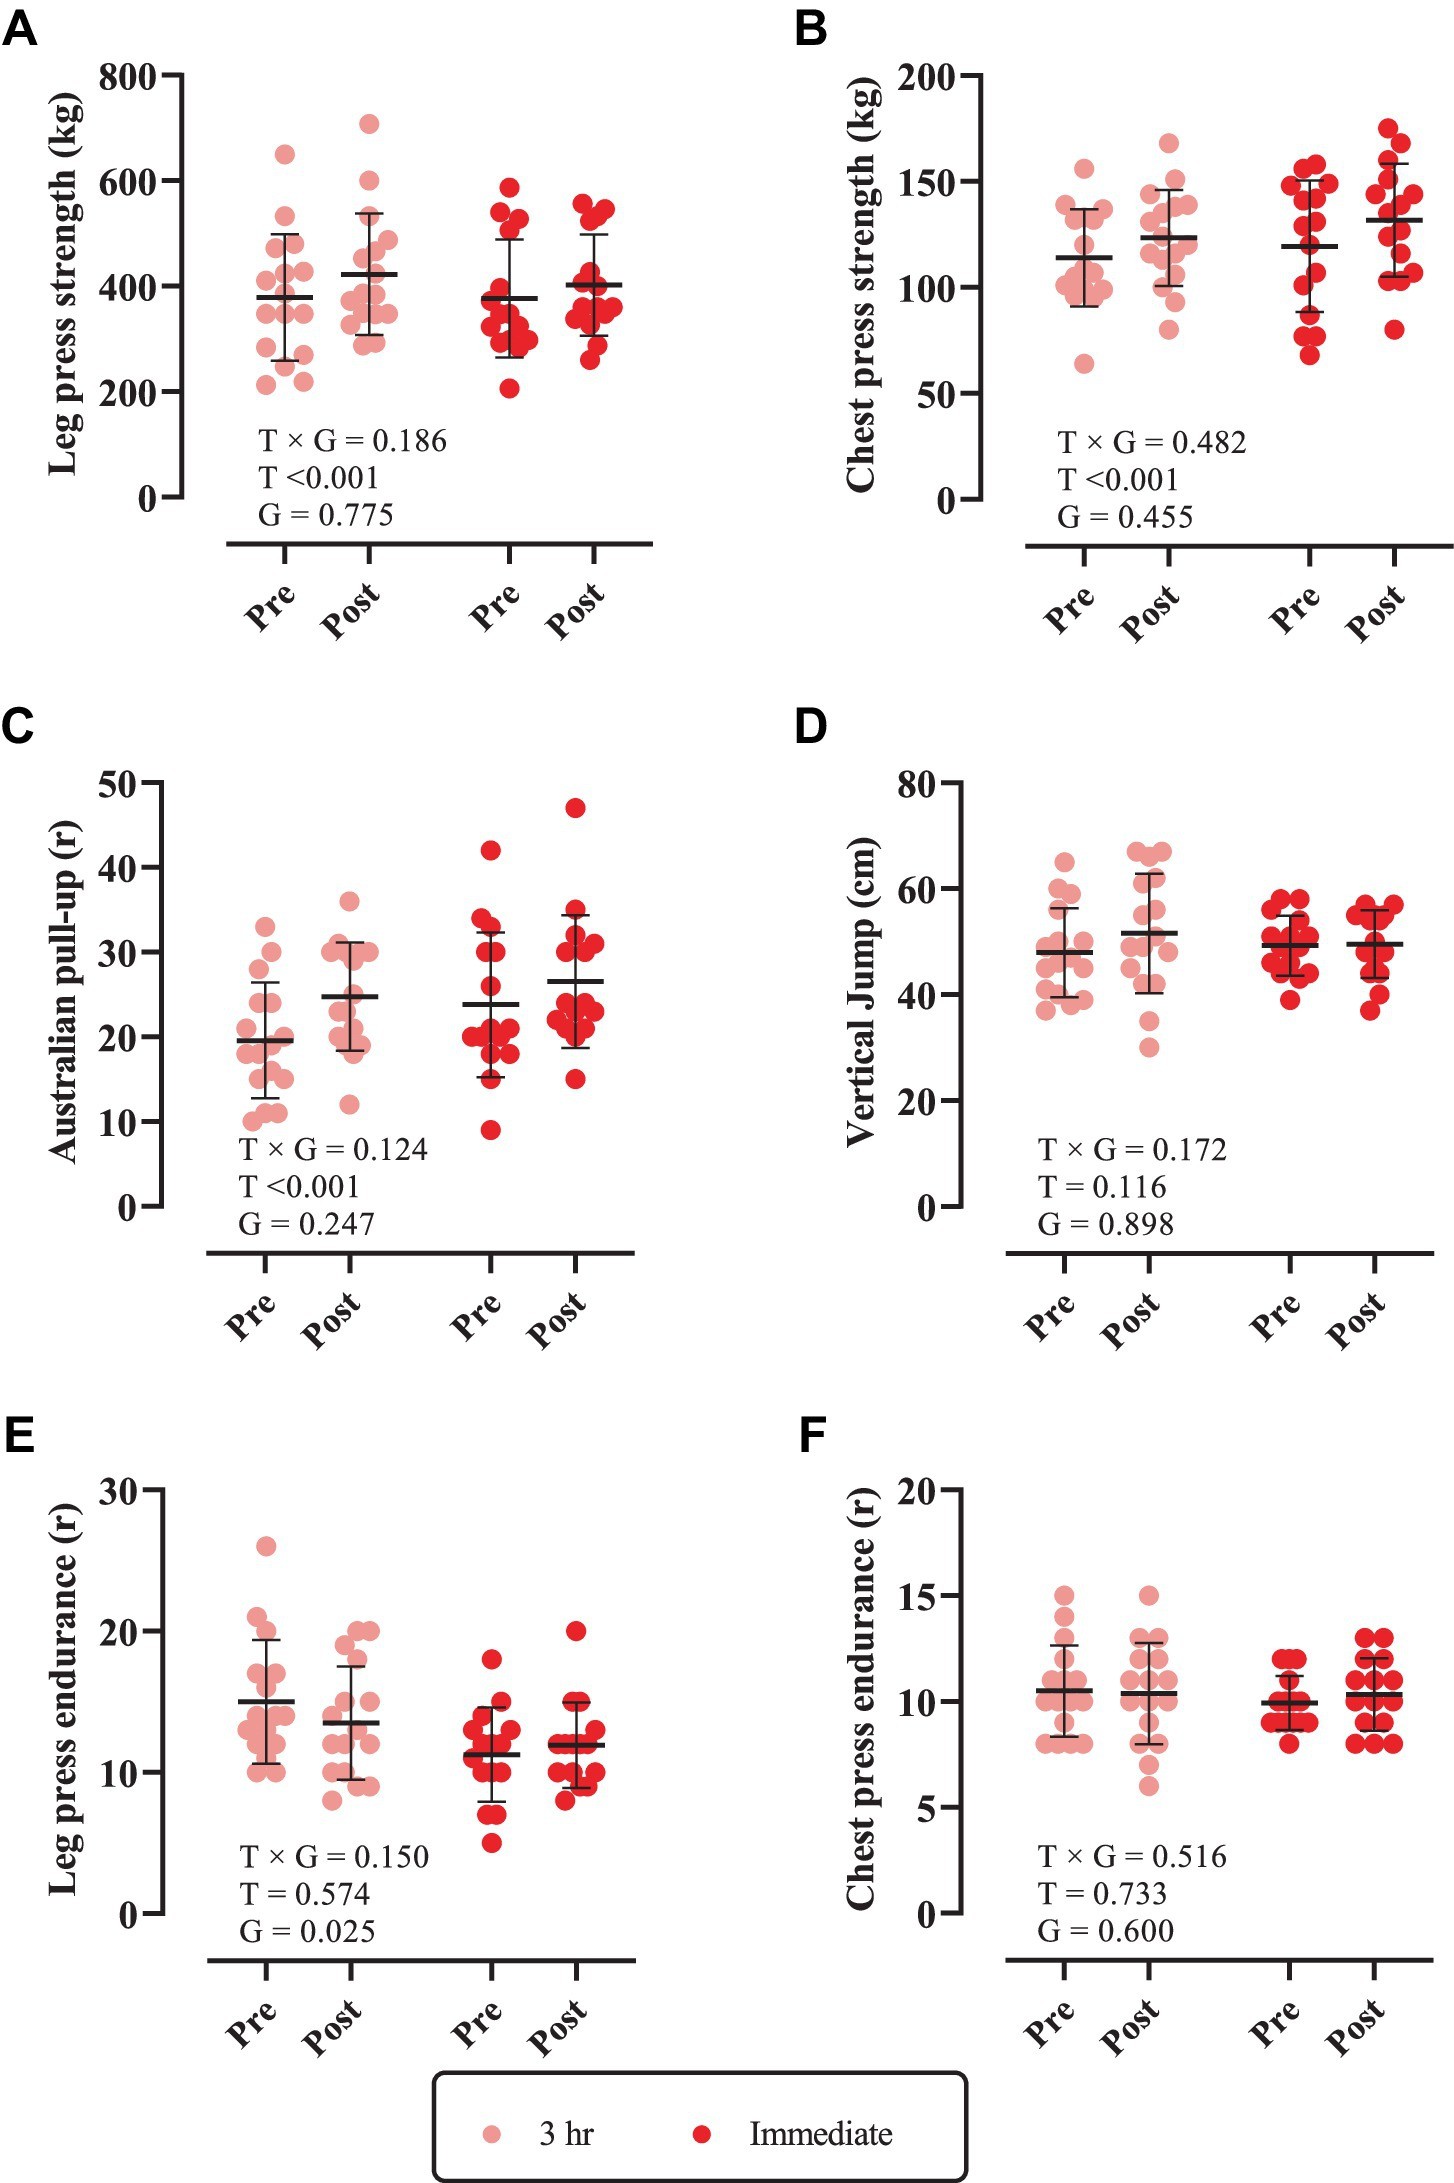 A
Leg press strength (kg)
800
600
400
200
0
T × G = 0.186
T <0.001
G = 0.775
Pre Post Pre Post
B
Chest press strength (kg)
200
150
100
50
0
T × G = 0.482
T <0.001
G = 0.455
Pre Post Pre Post
C
Australian pull-up (r)
50
40
30
20
10
0
T × G = 0.124
T <0.001
G = 0.247
Pre Post Pre Post
D
Vertical Jump (cm)
80
60
40
20
0
T × G = 0.172
T = 0.116
G = 0.898
Pre Post Pre Post
E
Leg press endurance (r)
30
20
10
0
T × G = 0.150
T = 0.574
G = 0.025
Pre Post Pre Post
F
Chest press endurance (r)
20
15
10
5
0
T × G = 0.516
T = 0.733
G = 0.600
Pre Post Pre Post
3 hr Immediate